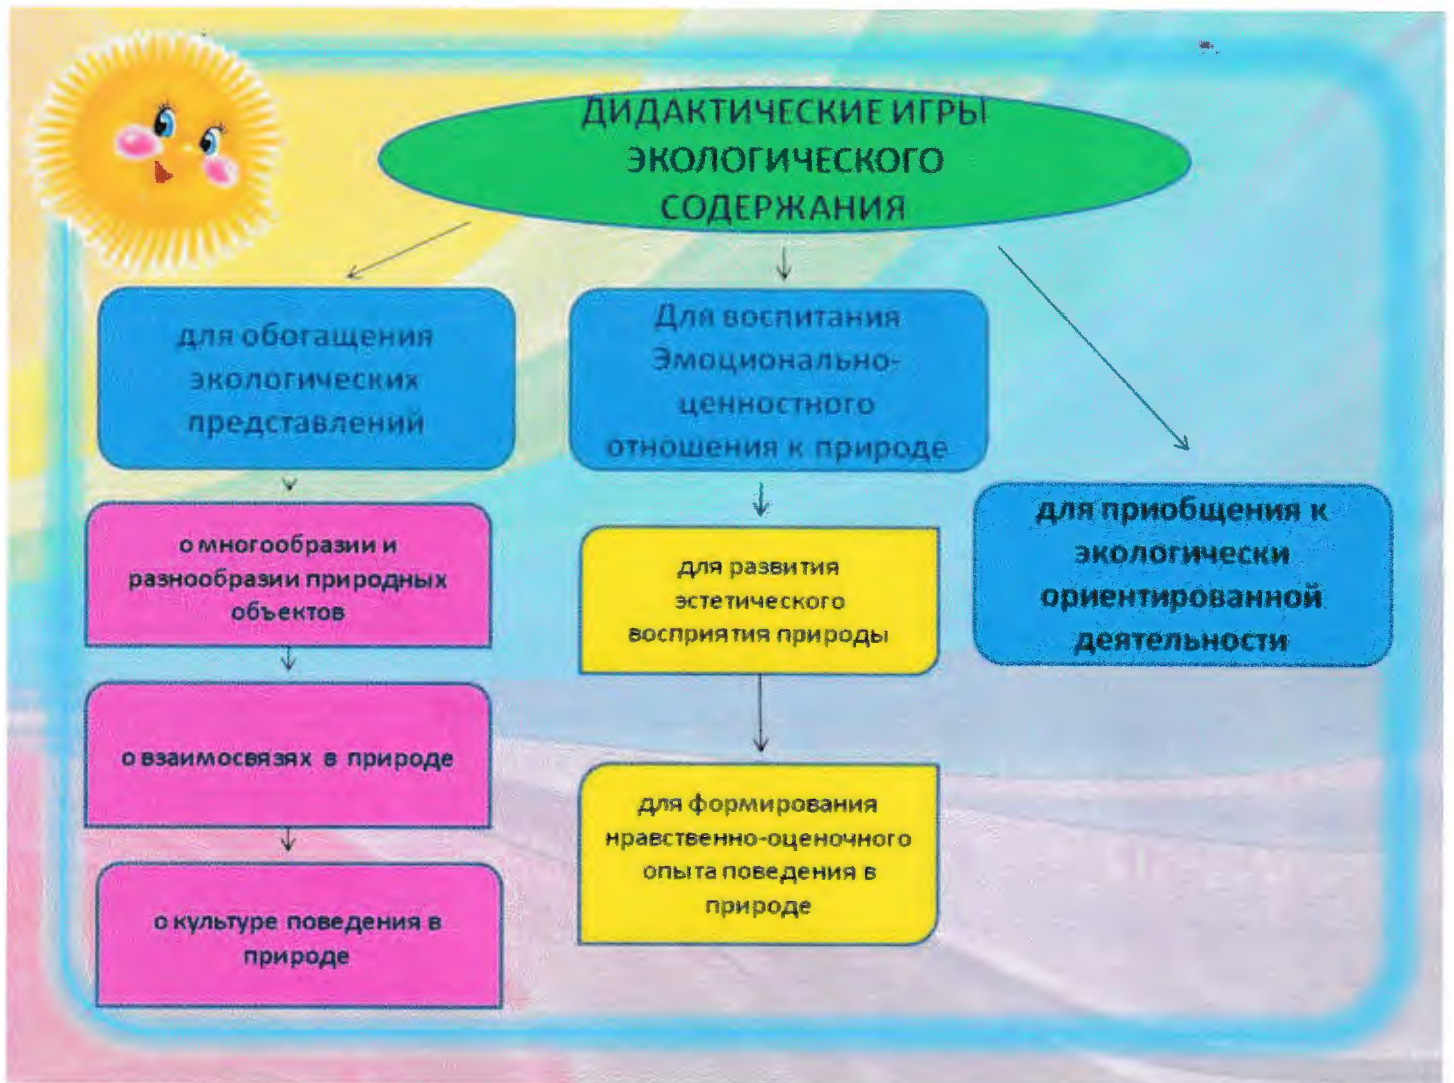 ДИДАКТИЧЕСКИЕ ИГРЫ
ЭКОЛОГИЧЕСКОГО
СОДЕРЖАНИЯ
для обогащения
экологических
представлений
Для воспитания
Эмоционально-
ценностного
отношения к природе
для приобщения к
экологически
ориентированной
деятельности
о многообразии и
разнообразии природных
объектов
для развития
эстетического
восприятия природы
о взаимосвязях в природе
для формирования
нравственно-оценочного
опыта поведения в
природе
о культуре поведения в
природе